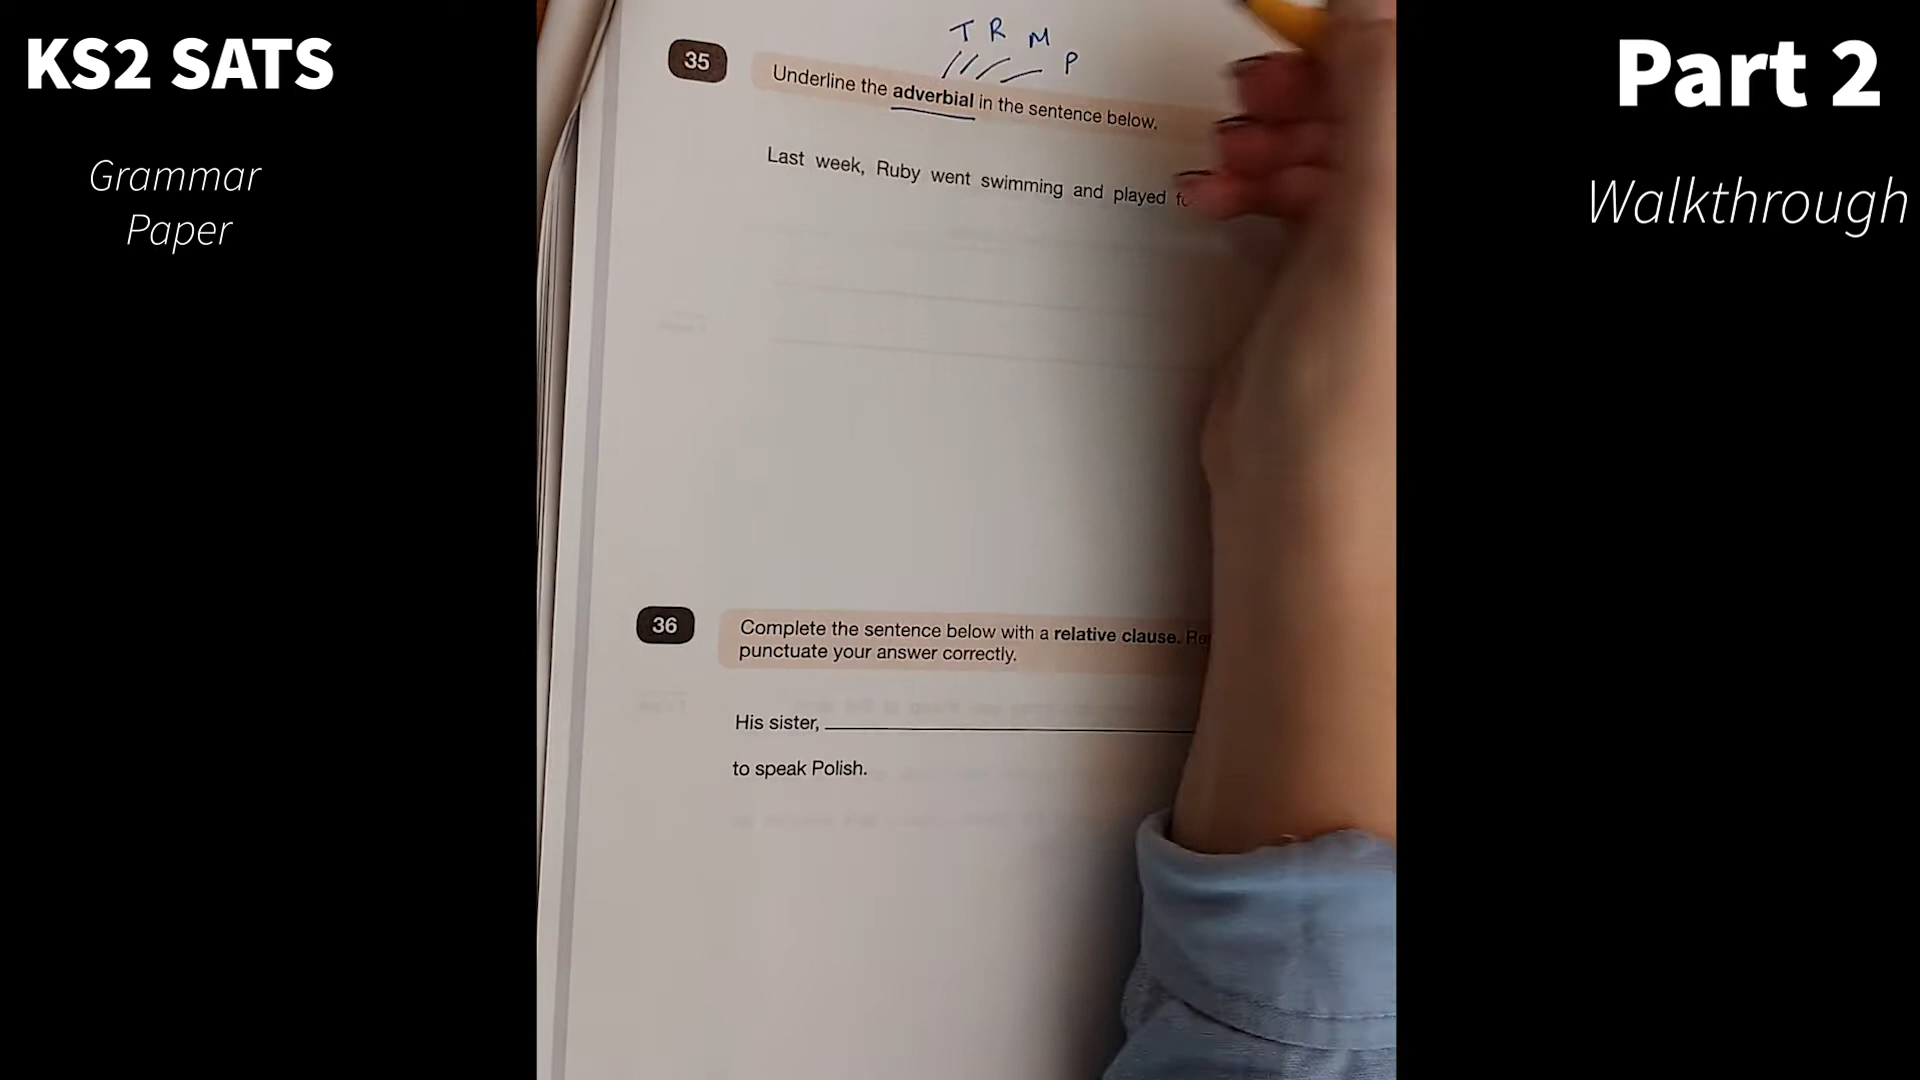 KS2 SATS
Grammar
Paper
Part 2
Walkthrough
T R M
P
35
Underline the adverbial in the sentence below.
Last week, Ruby went swimming and played
36
Complete the sentence below with a relative clause.
punctuate your answer correctly.
His sister,
to speak Polish.